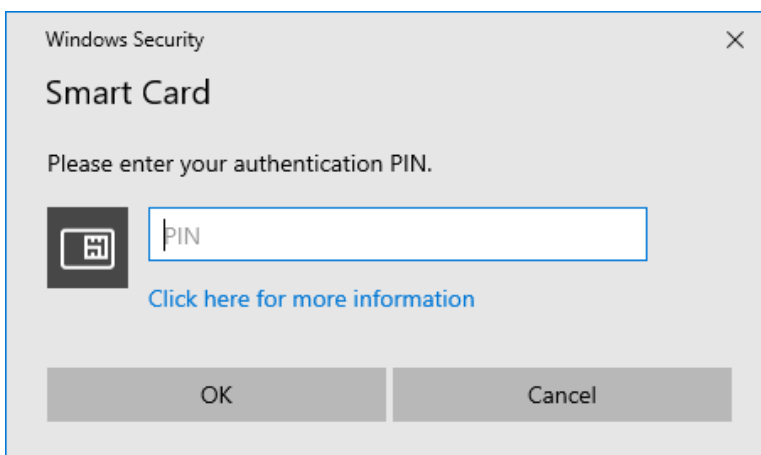 Windows Security
Smart Card
Please enter your authentication PIN.
PIN
Click here for more information
OK
Cancel